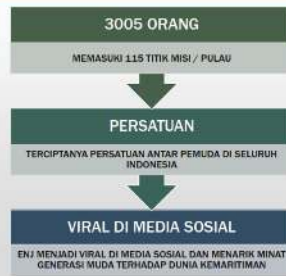 3005 ORANG
MEMASUKI 115 TITIK MISI / PULAU
PERSATUAN
TERCIPTANYA PERSATUAN ANTAR PEMUDA DI SELURUH
INDONESIA
VIRAL DI MEDIA SOSIAL
ENJ MENJADI VIRAL DI MEDIA SOSIAL DAN MENARIK MINAT
GENERASI MUDA TERHADAP DUNIA KEMARITIMAN